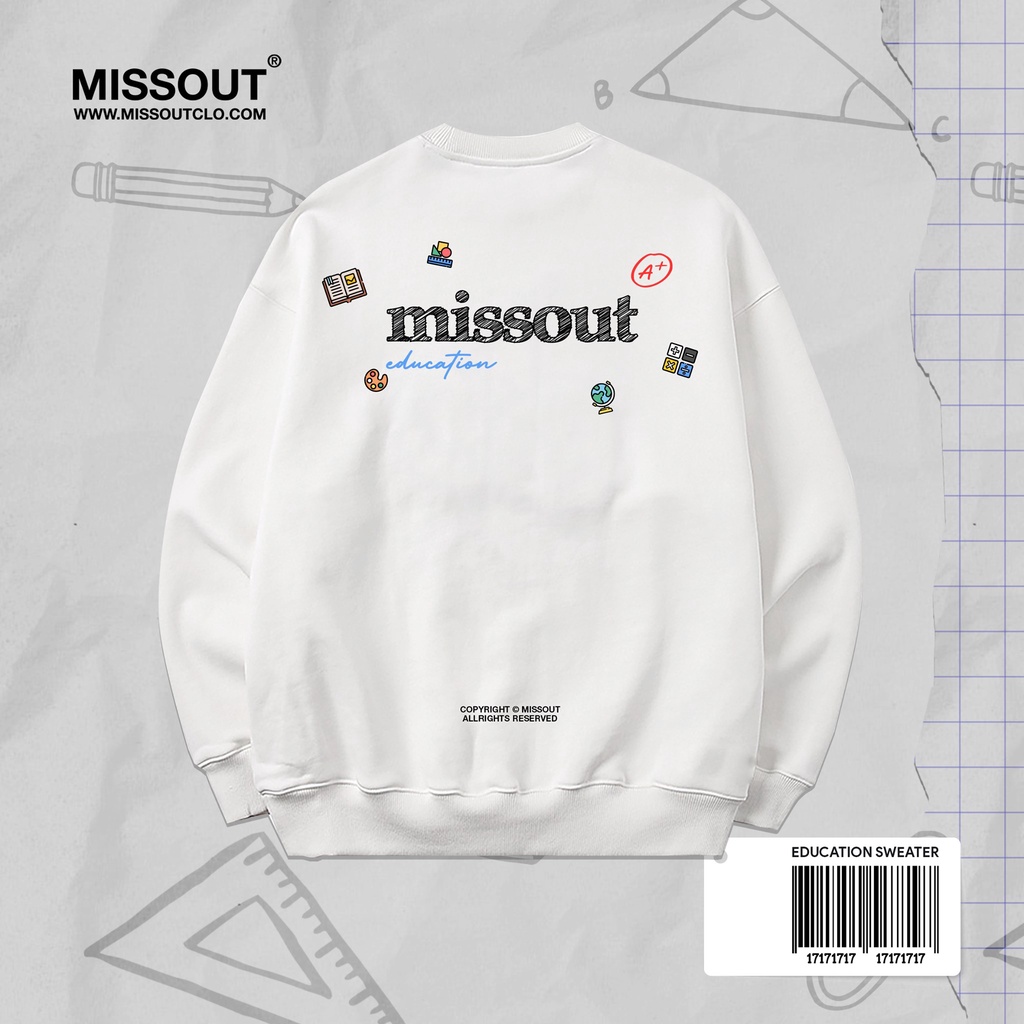 MISSOUT®
WWW.MISSOUTCLO.COM
B
C
A+
missout
education
COPYRIGHT © MISSOUT
ALLRIGHTS RESERVED
EDUCATION SWEATER
17171717 17171717